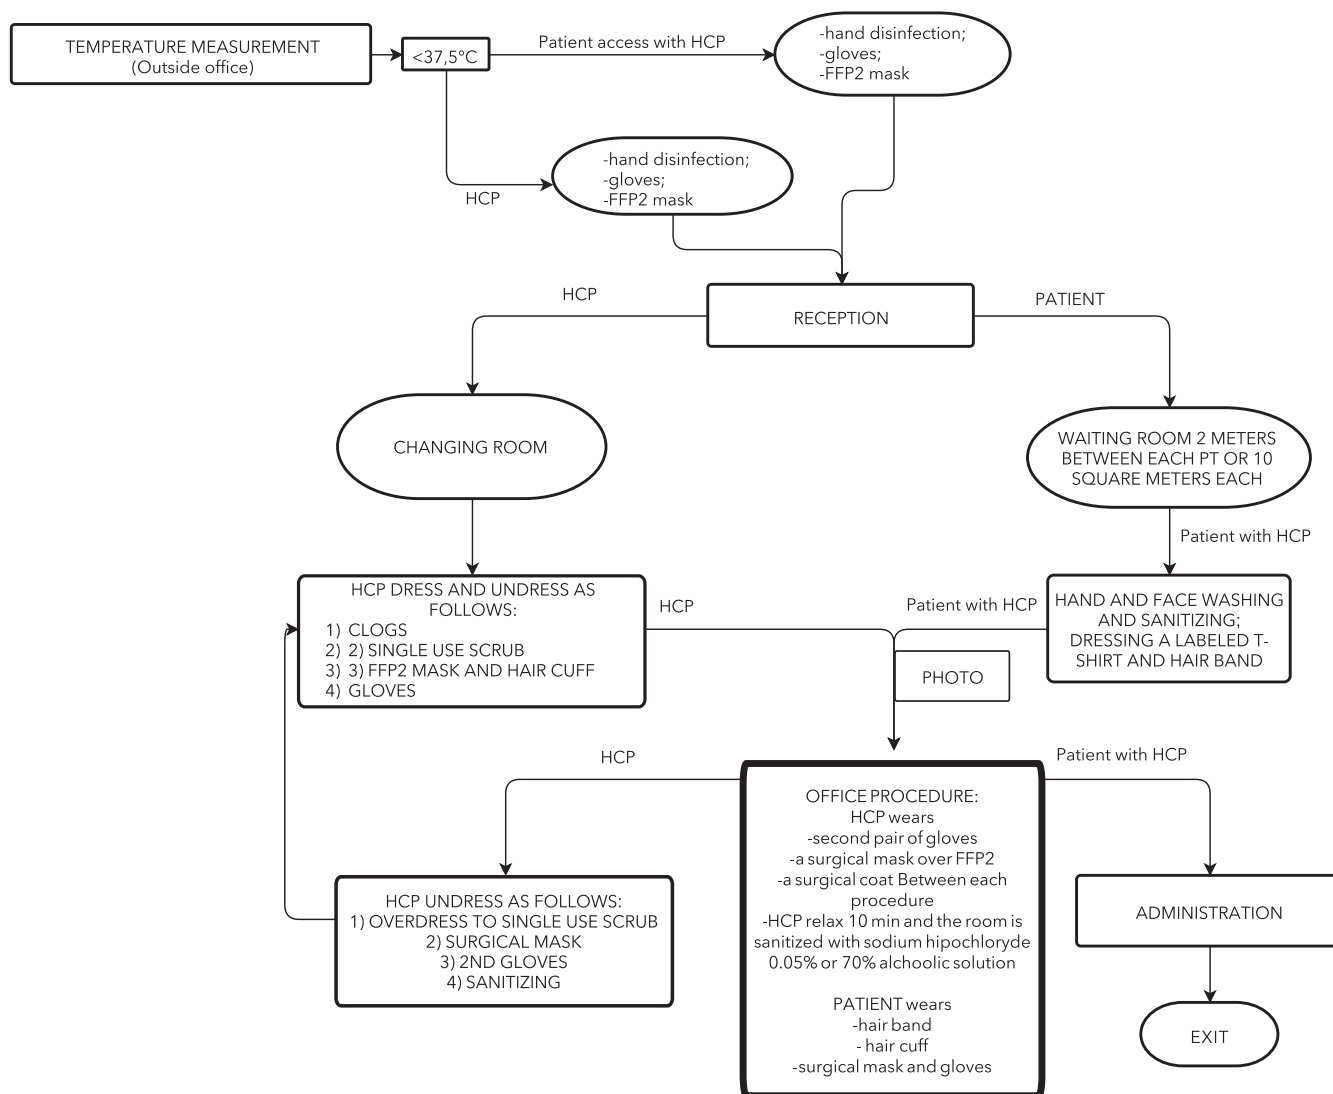 TEMPERATURE MEASUREMENT
(Outside office)
<37,5°C
Patient access with HCP
-hand disinfection;
-gloves;
-FFP2 mask
HCP
-hand disinfection;
-gloves;
-FFP2 mask
RECEPTION
HCP
PATIENT
CHANGING ROOM
WAITING ROOM 2 METERS
BETWEEN EACH PT OR 10
SQUARE METERS EACH
Patient with HCP
HCP DRESS AND UNDRESS AS
FOLLOWS:
1) CLOGS
2) 2) SINGLE USE SCRUB
3) 3) FFP2 MASK AND HAIR CUFF
4) GLOVES
HCP
Patient with HCP
HAND AND FACE WASHING
AND SANITIZING;
DRESSING A LABELED T-
SHIRT AND HAIR BAND
PHOTO
HCP
Patient with HCP
OFFICE PROCEDURE:
HCP wears
-second pair of gloves
-a surgical mask over FFP2
-a surgical coat Between each
procedure
-HCP relax 10 min and the room is
sanitized with sodium hipochloryde
0.05% or 70% alchoolic solution
PATIENT wears
-hair band
- hair cuff
-surgical mask and gloves
HCP UNDRESS AS FOLLOWS:
1) OVERDRESS TO SINGLE USE SCRUB
2) SURGICAL MASK
3) 2ND GLOVES
4) SANITIZING
ADMINISTRATION
EXIT